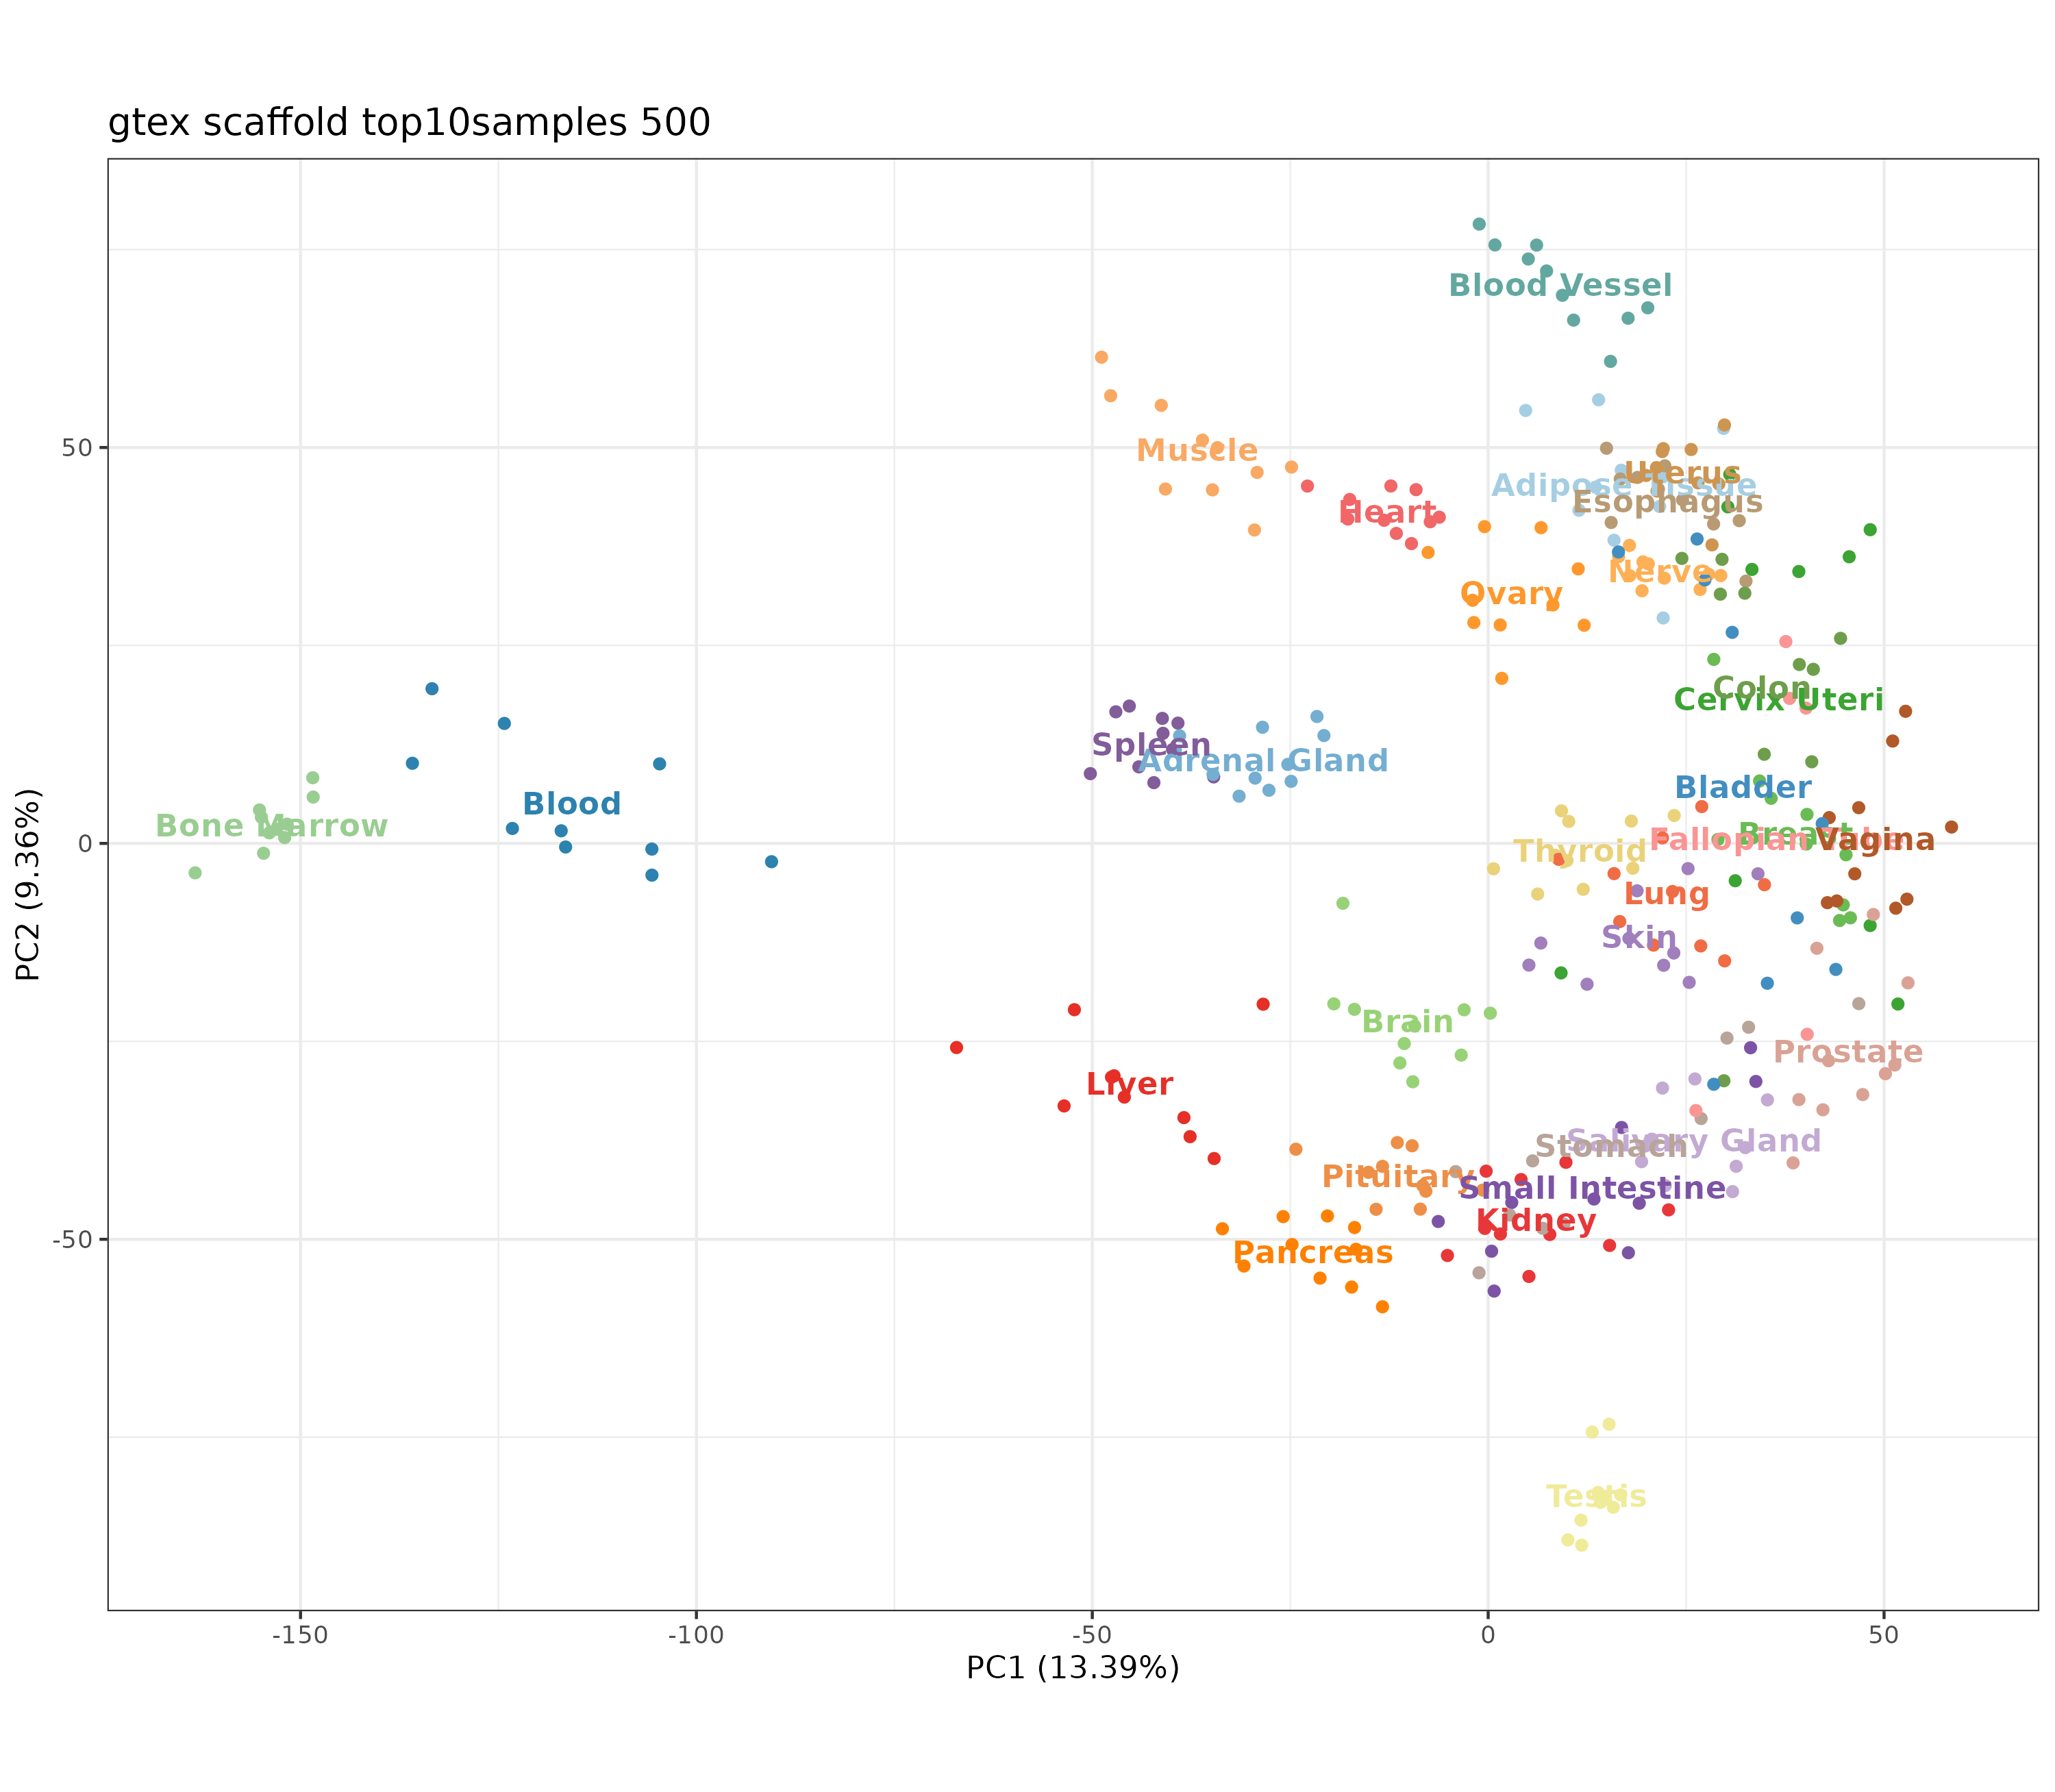 gtex scaffold top10samples 500
Blood Vessel
Muscle
Uterus
Adipose Tissue
Esophagus
Heart
Nerve
Ovary
Colon
Cervix Uteri
Spleen
Adrenal Gland
Bladder
Blood
Bone Marrow
Breast
Fallopian Tube
Vagina
Thyroid
Lung
Skin
Brain
Prostate
Liver
Salivary Gland
Stomach
Pituitary
Small Intestine
Kidney
Pancreas
Testis
50
0
-50
PC2 (9.36%)
-150 -100 -50 0 50
PC1 (13.39%)